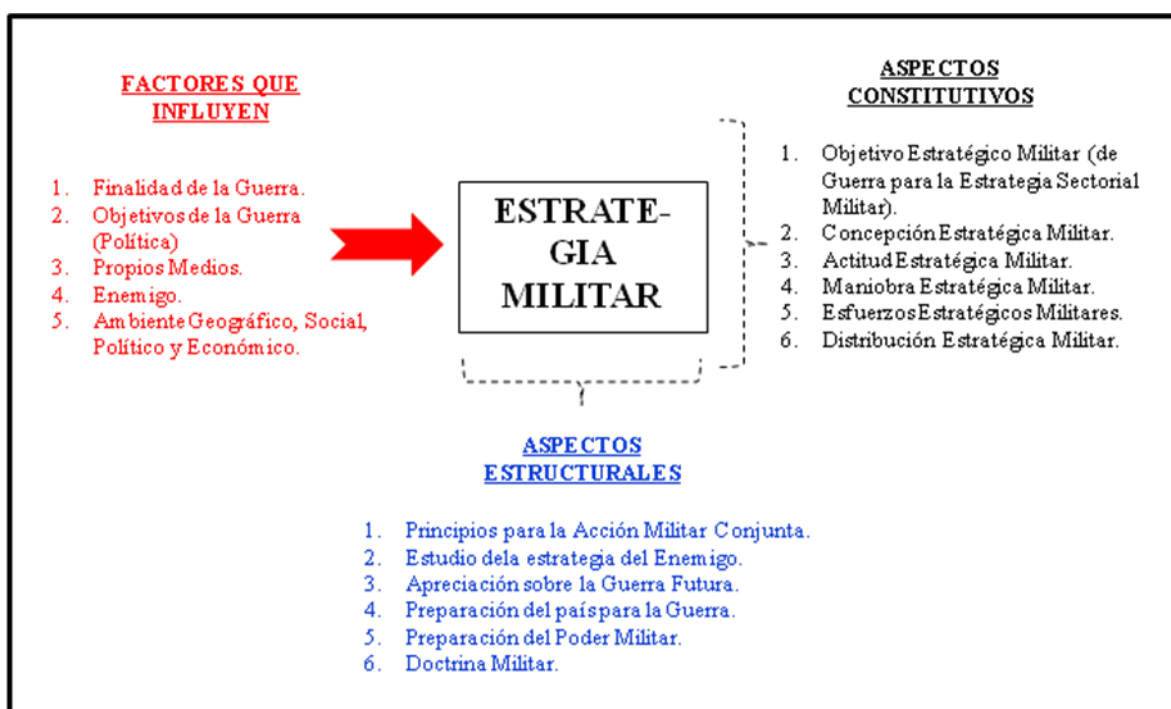 FACTORES QUE
INFLUYEN
1. Finalidad de la Guerra.
2. Objetivos de la Guerra
(Política)
3. Propios Medios.
4. Enemigo.
5. Ambiente Geográfico, Social,
Político y Económico.
ESTRATE-
GIA
MILITAR
ASPECTOS
CONSTITUTIVOS
1. Objetivo Estratégico Militar (de
Guerra para la Estrategia Sectorial
Militar).
2. Concepción Estratégica Militar.
3. Actitud Estratégica Militar.
4. Maniobra Estratégica Militar.
5. Esfuerzos Estratégicos Militares.
6. Distribución Estratégica Militar.
ASPECTOS
ESTRUCTURALES
1. Principios para la Acción Militar Conjunta.
2. Estudio dela estrategia del Enemigo.
3. Apreciación sobre la Guerra Futura.
4. Preparación del país para la Guerra.
5. Preparación del Poder Militar.
6. Doctrina Militar.